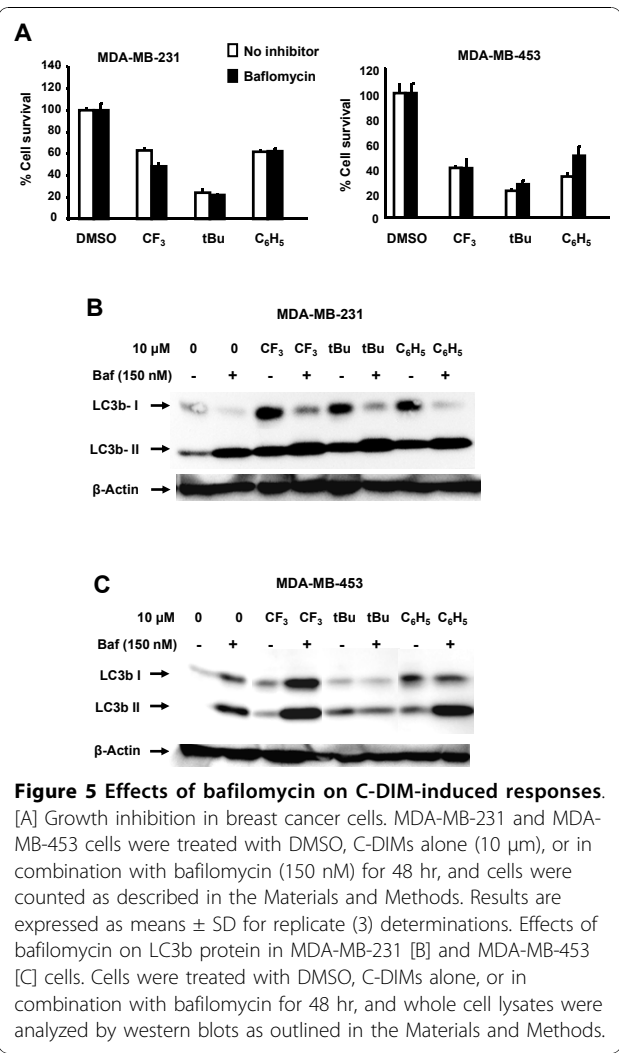 A
MDA-MB-231
No inhibitor
Baflomycin
MDA-MB-453
% Cell survival
140
120
100
80
60
40
20
0
DMSO CF₃ tBu C₆H₅
% Cell survival
120
100
80
60
40
20
0
DMSO CF₃ tBu C₆H₅
B
MDA-MB-231
10 µM 0 0 CF₃ CF₃ tBu tBu C₆H₅ C₆H₅
Baf (150 nM) - + - + - + - +
LC3b- I
LC3b- II
β-Actin
C
MDA-MB-453
10 µM 0 0 CF₃ CF₃ tBu tBu C₆H₅ C₆H₅
Baf (150 nM) - + - + - + - +
LC3b I
LC3b II
β-Actin
Figure 5 Effects of bafilomycin on C-DIM-induced responses.
[A] Growth inhibition in breast cancer cells. MDA-MB-231 and MDA-
MB-453 cells were treated with DMSO, C-DIMs alone (10 µm), or in
combination with bafilomycin (150 nM) for 48 hr, and cells were
counted as described in the Materials and Methods. Results are
expressed as means ± SD for replicate (3) determinations. Effects of
bafilomycin on LC3b protein in MDA-MB-231 [B] and MDA-MB-453
[C] cells. Cells were treated with DMSO, C-DIMs alone, or in
combination with bafilomycin for 48 hr, and whole cell lysates were
analyzed by western blots as outlined in the Materials and Methods.